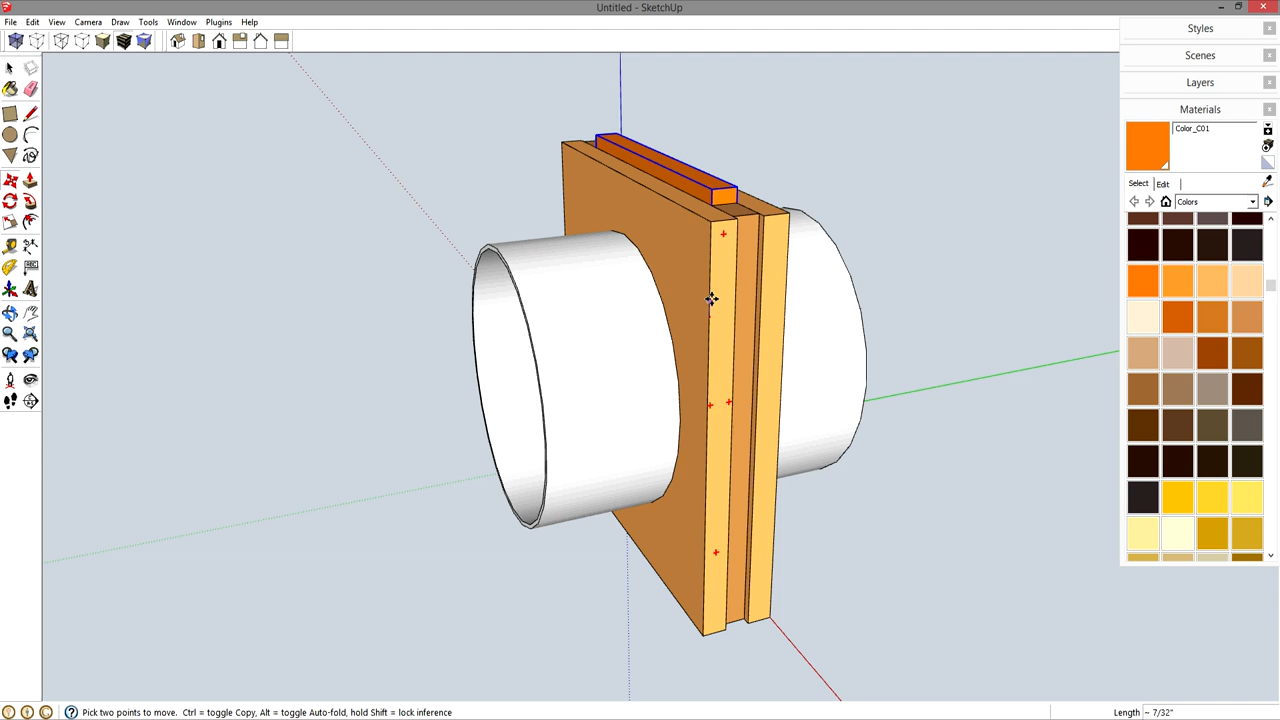 Untitled - SketchUp
File Edit View Camera Draw Tools Window Plugins Help
Styles
Scenes
Layers
Materials
Color_C01
Select Edit
Colors
Pick two points to move. Ctrl = toggle Copy, Alt = toggle Auto-fold, hold Shift = lock inference
Length ~ 7/32"